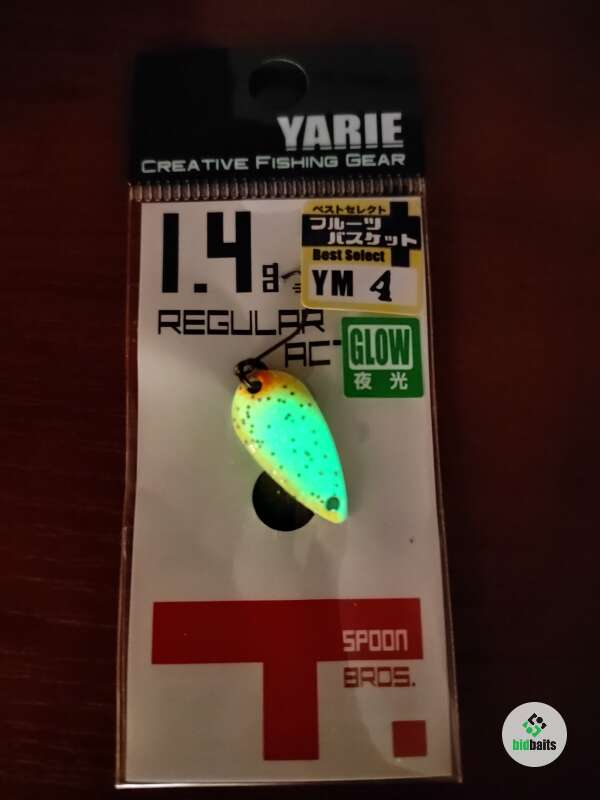 YARIE
CREATIVE FISHING GEAR
1.4g
ベストセレクト
フルーツ
バスケット
Best Select
YM 4
REGULAR
GLOW
夜光
T.
SPOON
BROS.
bidbaits